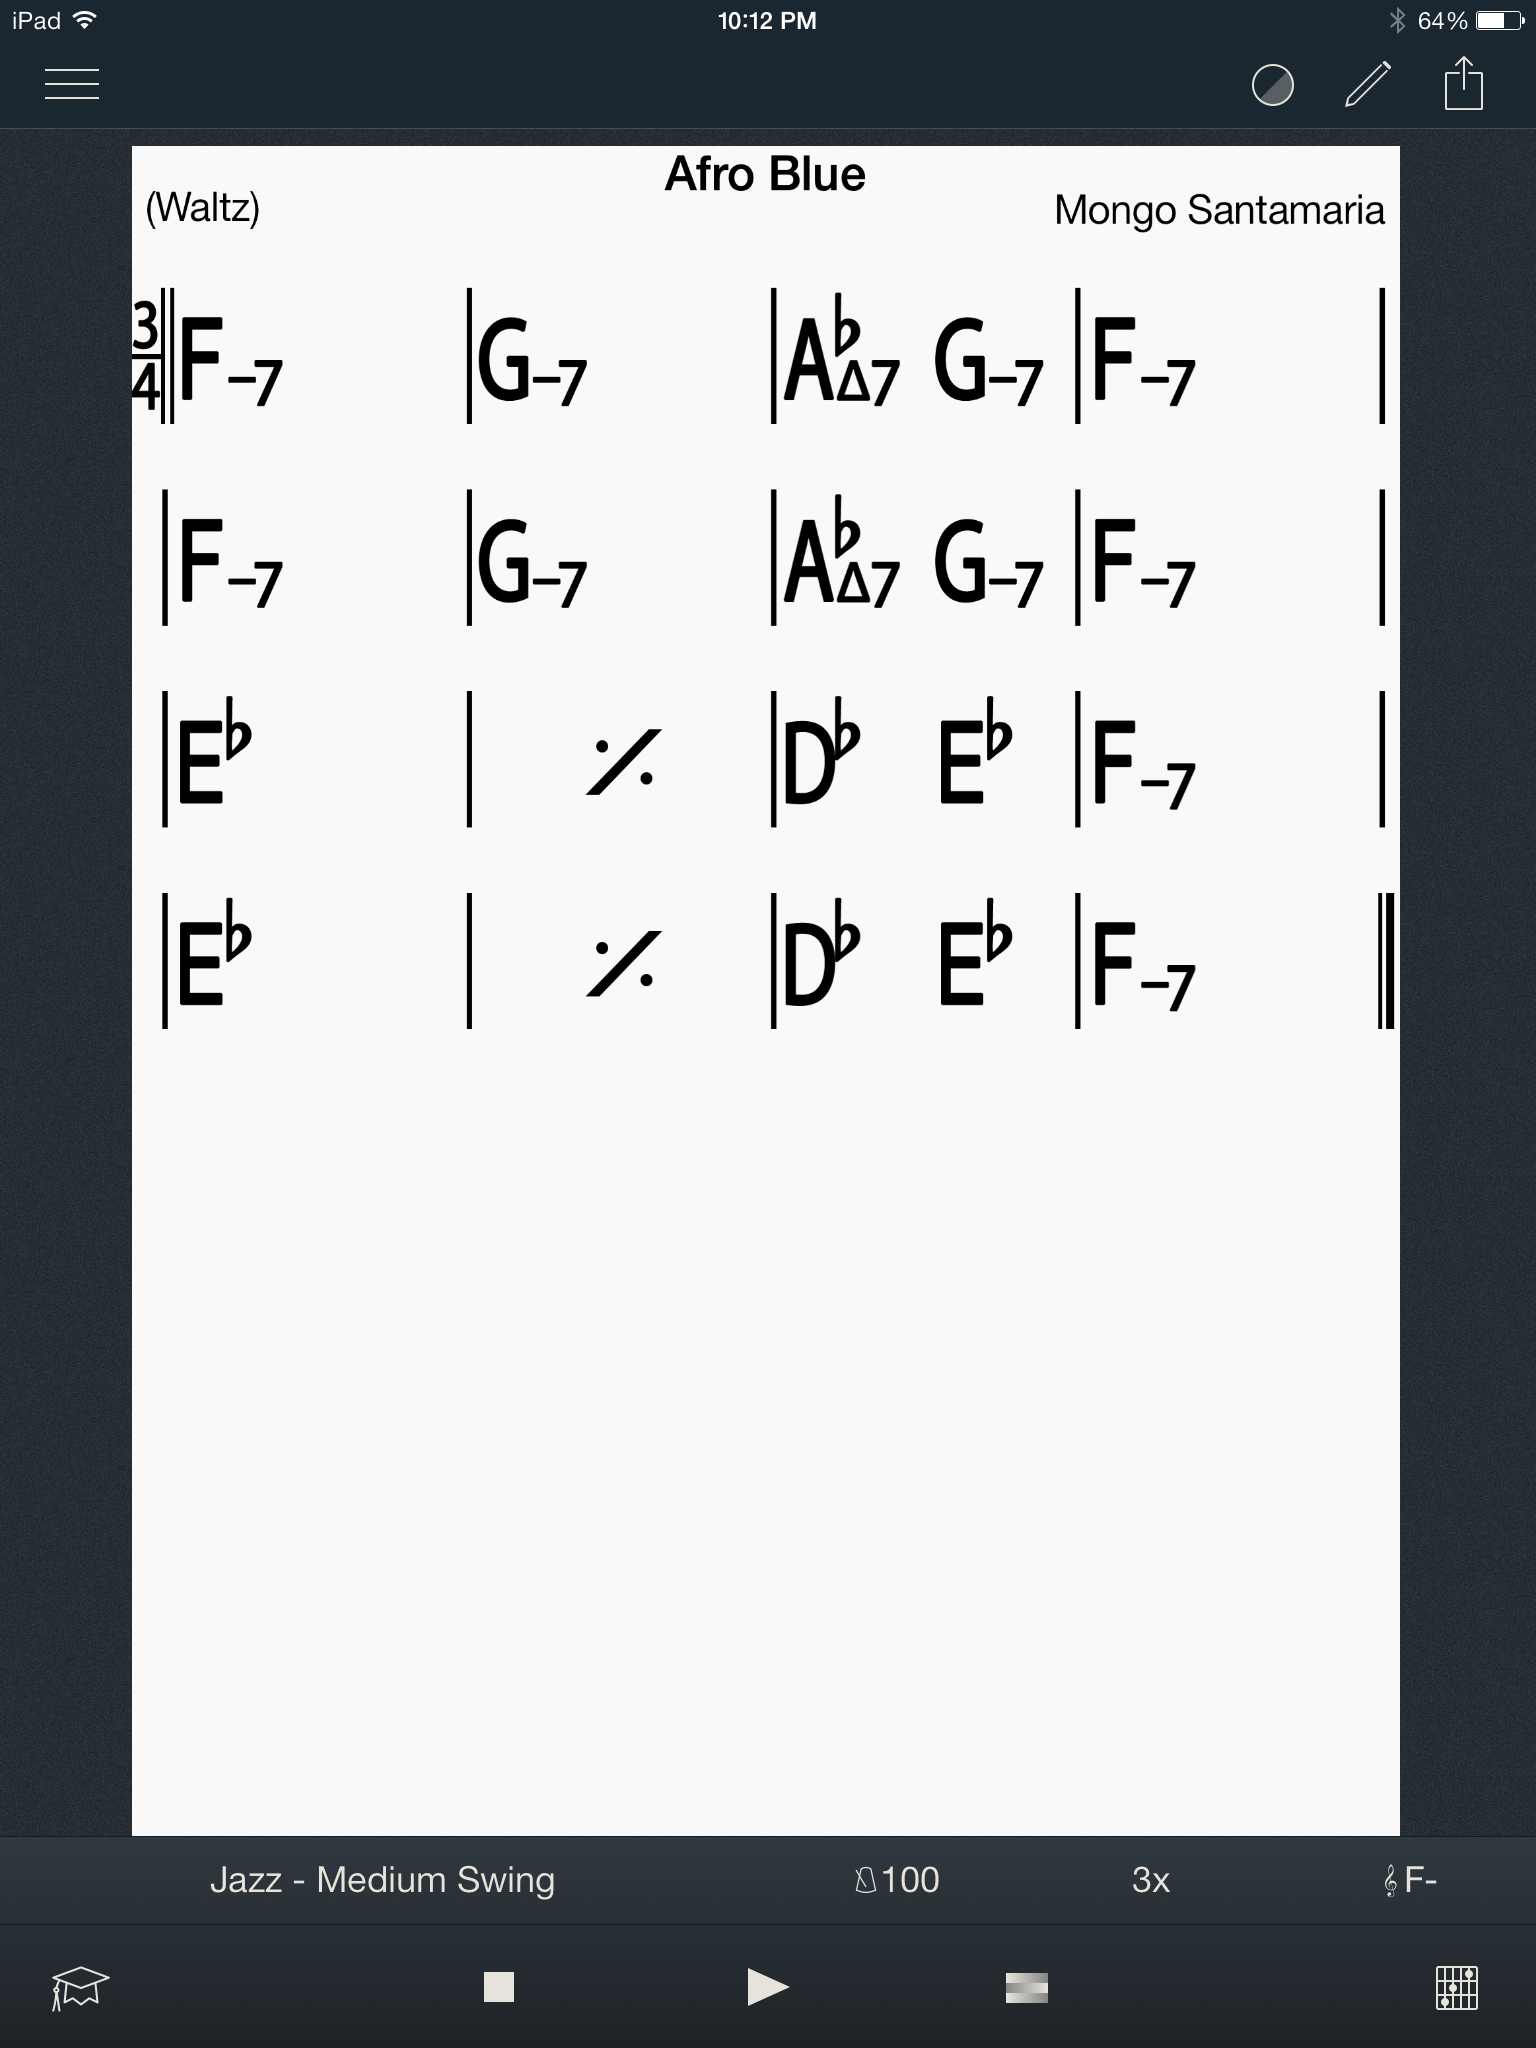 iPad 10:12 PM 64%
Afro Blue
(Waltz) Mongo Santamaria
3/4 F–7 G–7 A♭Δ7 G–7 F–7
F–7 G–7 A♭Δ7 G–7 F–7
E♭ 𝄎 D♭ E♭ F–7
E♭ 𝄎 D♭ E♭ F–7
Jazz - Medium Swing 100 3x F-